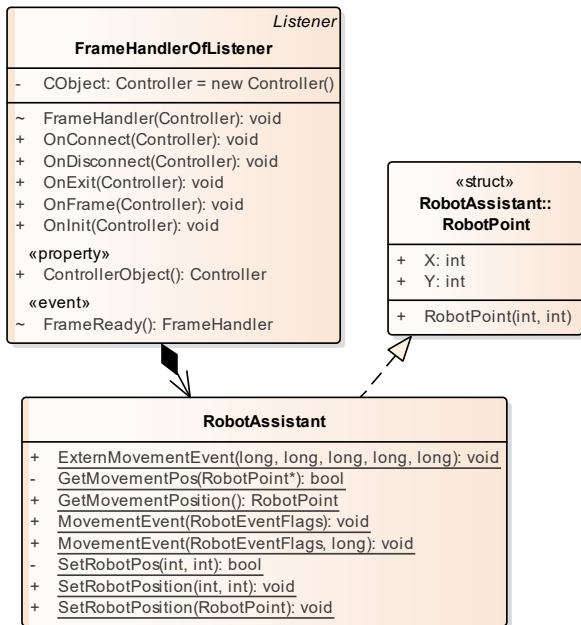 Listener
FrameHandlerOfListener
- CObject: Controller = new Controller()
~ FrameHandler(Controller): void
+ OnConnect(Controller): void
+ OnDisconnect(Controller): void
+ OnExit(Controller): void
+ OnFrame(Controller): void
+ OnInit(Controller): void
«property»
+ ControllerObject(): Controller
«event»
~ FrameReady(): FrameHandler
«struct»
RobotAssistant::
RobotPoint
+ X: int
+ Y: int
+ RobotPoint(int, int)
RobotAssistant
+ ExternMovementEvent(long, long, long, long, long): void
- GetMovementPos(RobotPoint*): bool
+ GetMovementPosition(): RobotPoint
+ MovementEvent(RobotEventFlags): void
+ MovementEvent(RobotEventFlags, long): void
- SetRobotPos(int, int): bool
+ SetRobotPosition(int, int): void
+ SetRobotPosition(RobotPoint): void